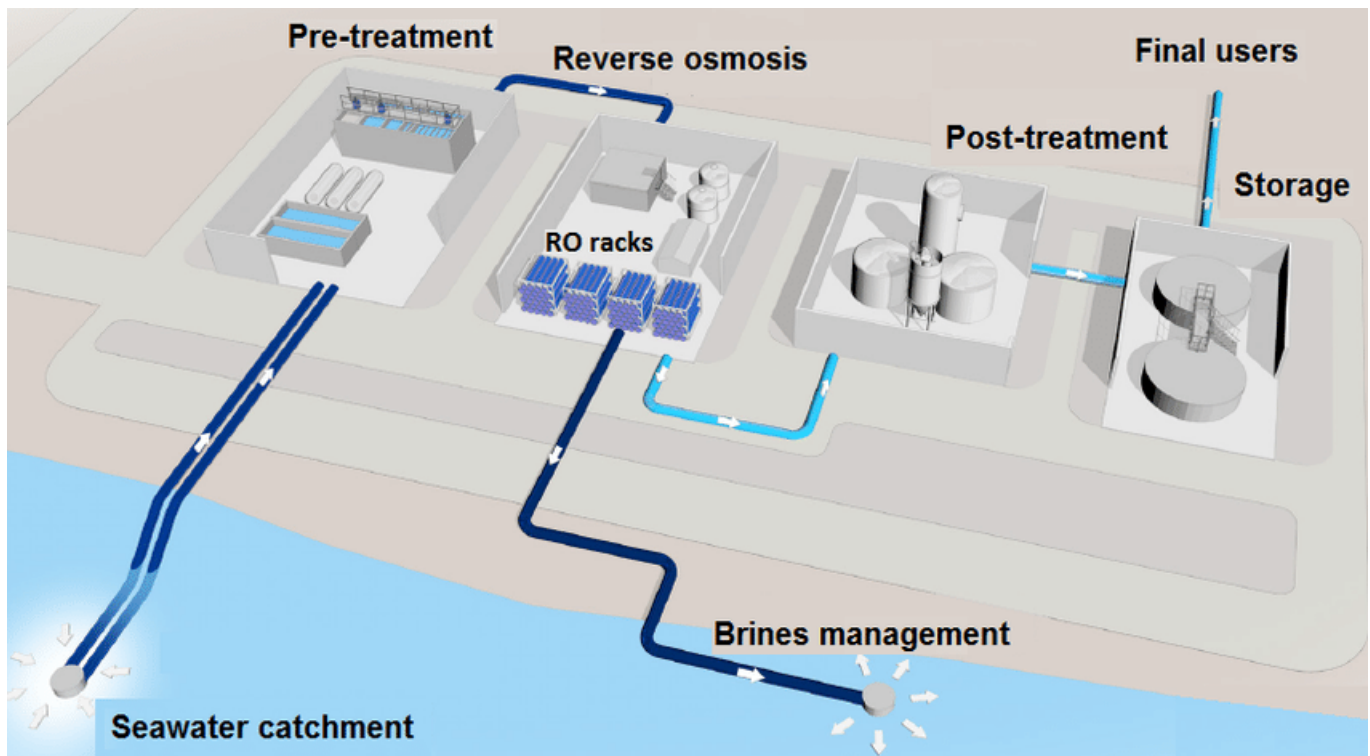 Pre-treatment
Reverse osmosis
Final users
Post-treatment
Storage
RO racks
Brines management
Seawater catchment